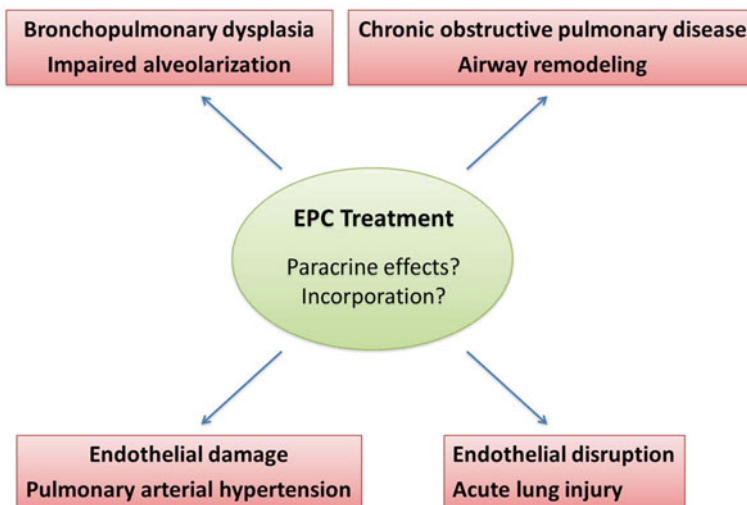 Bronchopulmonary dysplasia
Impaired alveolarization
Chronic obstructive pulmonary disease
Airway remodeling
EPC Treatment
Paracrine effects?
Incorporation?
Endothelial damage
Pulmonary arterial hypertension
Endothelial disruption
Acute lung injury